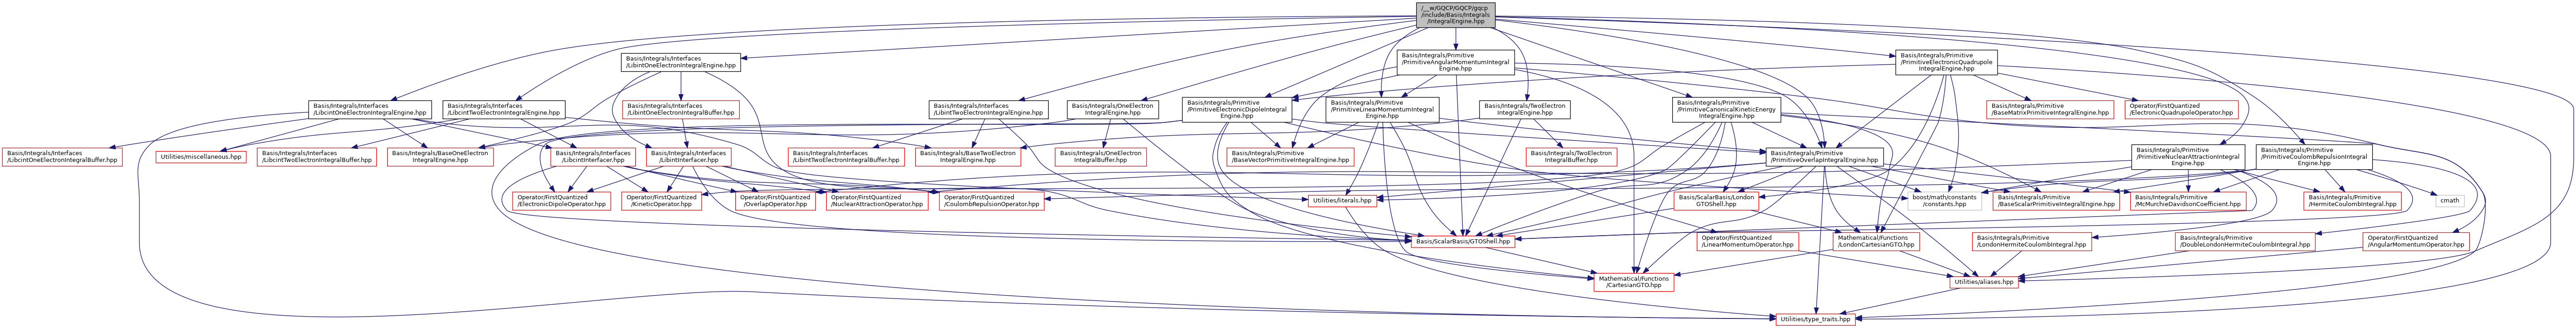 /__w/GQCP/GQCP/gqcp
/include/Basis/Integrals
/IntegralEngine.hpp
Basis/Integrals/Interfaces
/LibintOneElectronIntegralEngine.hpp
Basis/Integrals/Primitive
/PrimitiveAngularMomentumIntegral
Engine.hpp
Basis/Integrals/Primitive
/PrimitiveElectronicQuadrupole
IntegralEngine.hpp
Basis/Integrals/Interfaces
/LibcintOneElectronIntegralEngine.hpp
Basis/Integrals/Interfaces
/LibcintTwoElectronIntegralEngine.hpp
Basis/Integrals/Interfaces
/LibintOneElectronIntegralBuffer.hpp
Basis/Integrals/Interfaces
/LibintTwoElectronIntegralEngine.hpp
Basis/Integrals/OneElectron
IntegralEngine.hpp
Basis/Integrals/Primitive
/PrimitiveElectronicDipoleIntegral
Engine.hpp
Basis/Integrals/Primitive
/PrimitiveLinearMomentumIntegral
Engine.hpp
Basis/Integrals/TwoElectron
IntegralEngine.hpp
Basis/Integrals/Primitive
/PrimitiveCanonicalKineticEnergy
IntegralEngine.hpp
Basis/Integrals/Primitive
/BaseMatrixPrimitiveIntegralEngine.hpp
Operator/FirstQuantized
/ElectronicQuadrupoleOperator.hpp
Basis/Integrals/Interfaces
/LibcintOneElectronIntegralBuffer.hpp
Utilities/miscellaneous.hpp
Basis/Integrals/Interfaces
/LibcintTwoElectronIntegralBuffer.hpp
Basis/Integrals/BaseOneElectron
IntegralEngine.hpp
Basis/Integrals/Interfaces
/LibcintInterfacer.hpp
Basis/Integrals/Interfaces
/LibintInterfacer.hpp
Basis/Integrals/Interfaces
/LibintTwoElectronIntegralBuffer.hpp
Basis/Integrals/BaseTwoElectron
IntegralEngine.hpp
Basis/Integrals/OneElectron
IntegralBuffer.hpp
Basis/Integrals/Primitive
/BaseVectorPrimitiveIntegralEngine.hpp
Basis/Integrals/TwoElectron
IntegralBuffer.hpp
Basis/Integrals/Primitive
/PrimitiveOverlapIntegralEngine.hpp
Basis/Integrals/Primitive
/PrimitiveNuclearAttractionIntegral
Engine.hpp
Basis/Integrals/Primitive
/PrimitiveCoulombRepulsionIntegral
Engine.hpp
Operator/FirstQuantized
/ElectronicDipoleOperator.hpp
Operator/FirstQuantized
/KineticOperator.hpp
Operator/FirstQuantized
/OverlapOperator.hpp
Operator/FirstQuantized
/NuclearAttractionOperator.hpp
Operator/FirstQuantized
/CoulombRepulsionOperator.hpp
Utilities/literals.hpp
Basis/ScalarBasis/London
GTOShell.hpp
boost/math/constants
/constants.hpp
Basis/Integrals/Primitive
/BaseScalarPrimitiveIntegralEngine.hpp
Basis/Integrals/Primitive
/McMurchieDavidsonCoefficient.hpp
Basis/Integrals/Primitive
/HermiteCoulombIntegral.hpp
cmath
Basis/ScalarBasis/GTOShell.hpp
Operator/FirstQuantized
/LinearMomentumOperator.hpp
Mathematical/Functions
/LondonCartesianGTO.hpp
Basis/Integrals/Primitive
/LondonHermiteCoulombIntegral.hpp
Basis/Integrals/Primitive
/DoubleLondonHermiteCoulombIntegral.hpp
Operator/FirstQuantized
/AngularMomentumOperator.hpp
Mathematical/Functions
/CartesianGTO.hpp
Utilities/aliases.hpp
Utilities/type_traits.hpp